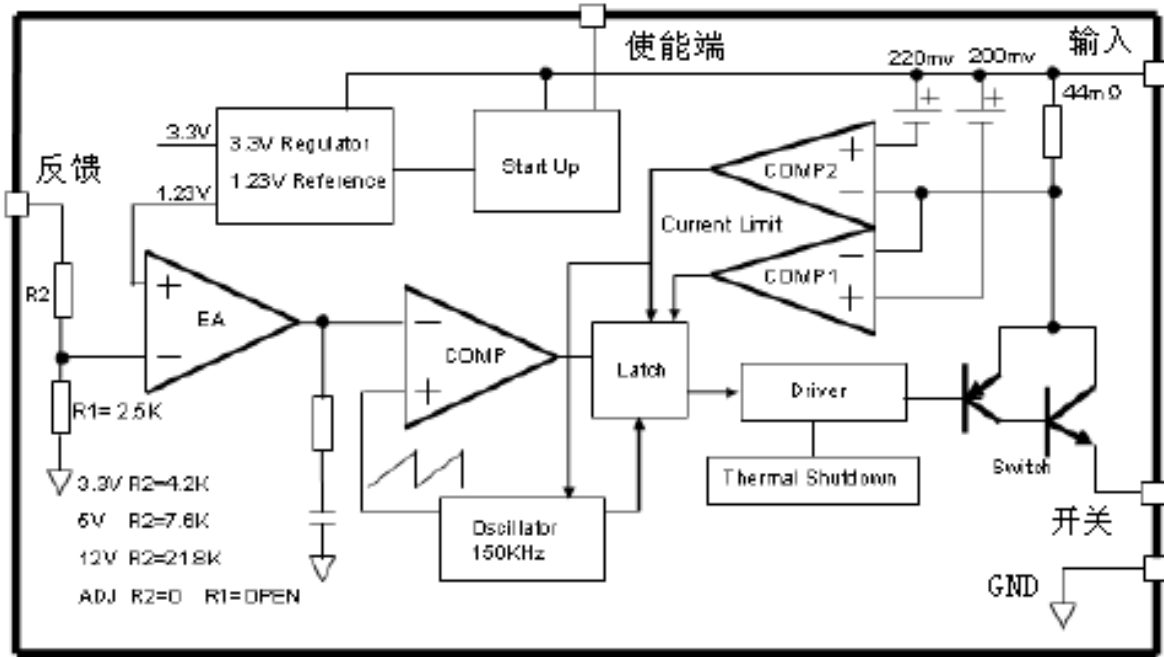 使能端
输入
220mv
200mv
44mΩ
3.3V
3.3V Regulator
1.23V Reference
Start Up
反馈
1.23V
+
−
COMP2
Current Limit
−
COMP1
+
R2
+
EA
−
−
COMP
+
Latch
Driver
R1= 2.5K
Thermal Shutdown
Switch
3.3V R2=4.2K
5V R2=7.6K
12V R2=21.8K
ADJ R2=0 R1=OPEN
Oscillator
150KHz
开关
GND